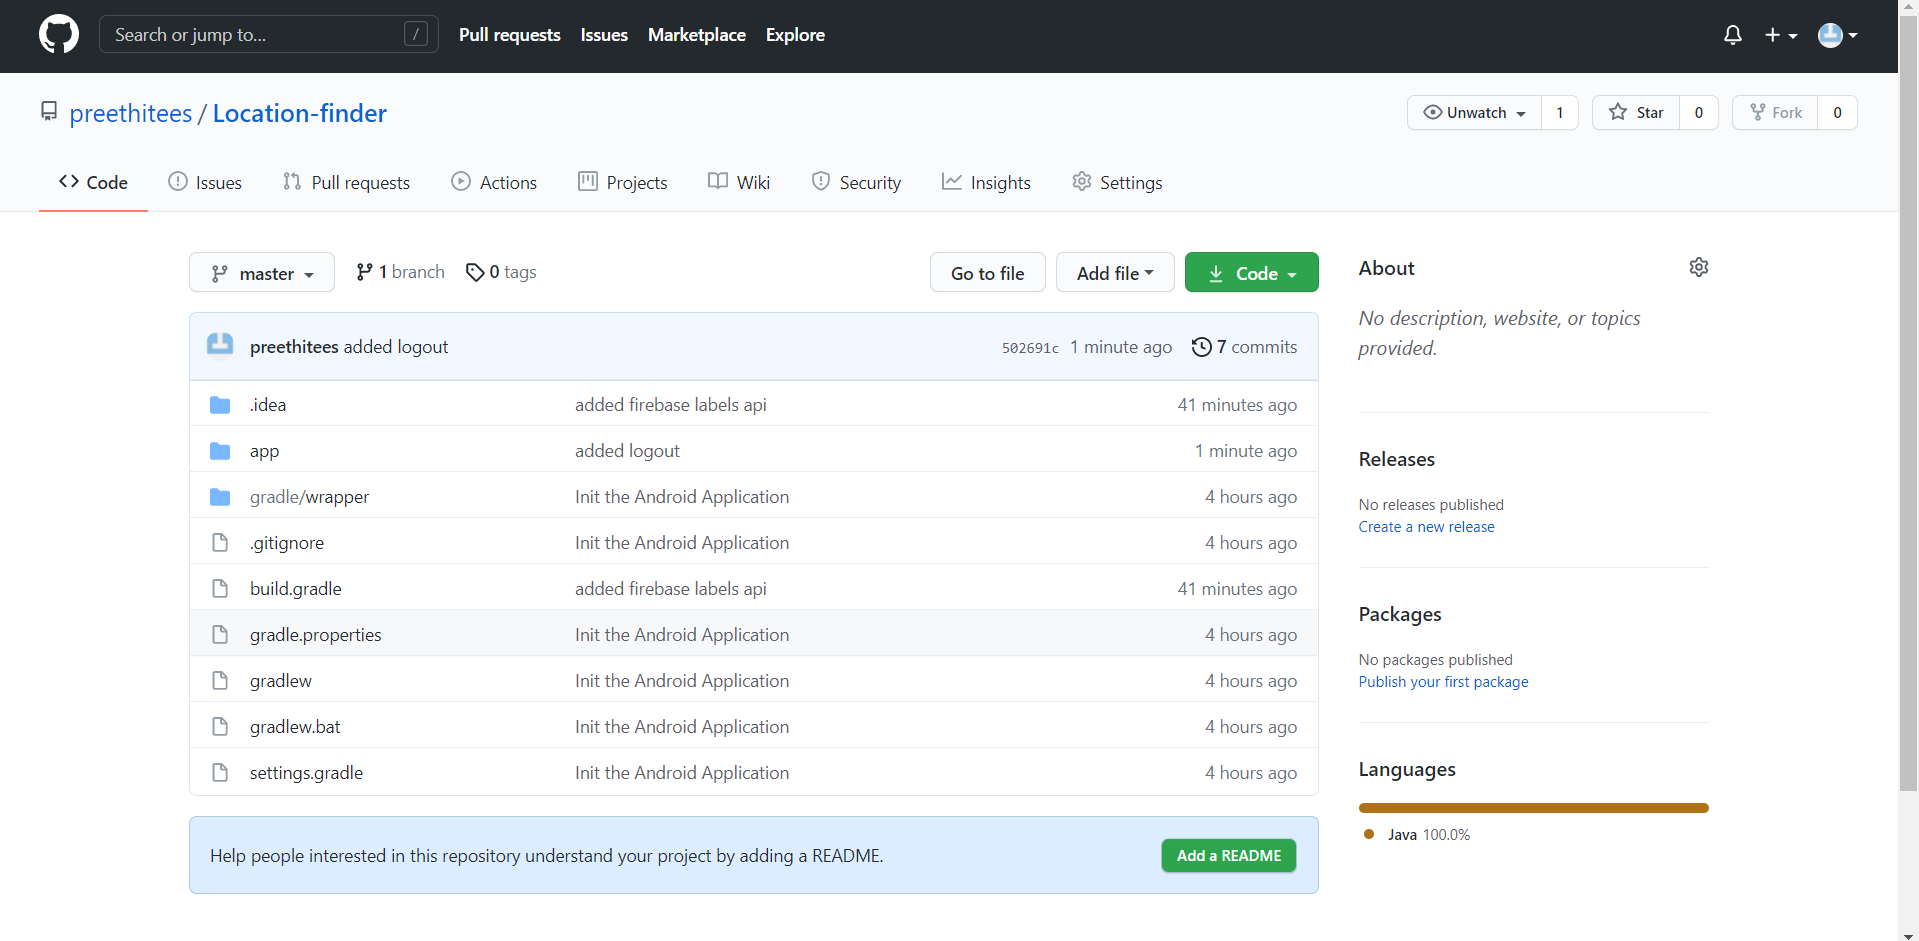 Search or jump to... /
Pull requests Issues Marketplace Explore
preethitees / Location-finder
Unwatch 1 Star 0 Fork 0
Code Issues Pull requests Actions Projects Wiki Security Insights Settings
master 1 branch 0 tags
Go to file Add file Code
preethitees added logout 502691c 1 minute ago 7 commits
.idea added firebase labels api 41 minutes ago
app added logout 1 minute ago
gradle/wrapper Init the Android Application 4 hours ago
.gitignore Init the Android Application 4 hours ago
build.gradle added firebase labels api 41 minutes ago
gradle.properties Init the Android Application 4 hours ago
gradlew Init the Android Application 4 hours ago
gradlew.bat Init the Android Application 4 hours ago
settings.gradle Init the Android Application 4 hours ago
Help people interested in this repository understand your project by adding a README. Add a README
About
No description, website, or topics
provided.
Releases
No releases published
Create a new release
Packages
No packages published
Publish your first package
Languages
Java 100.0%